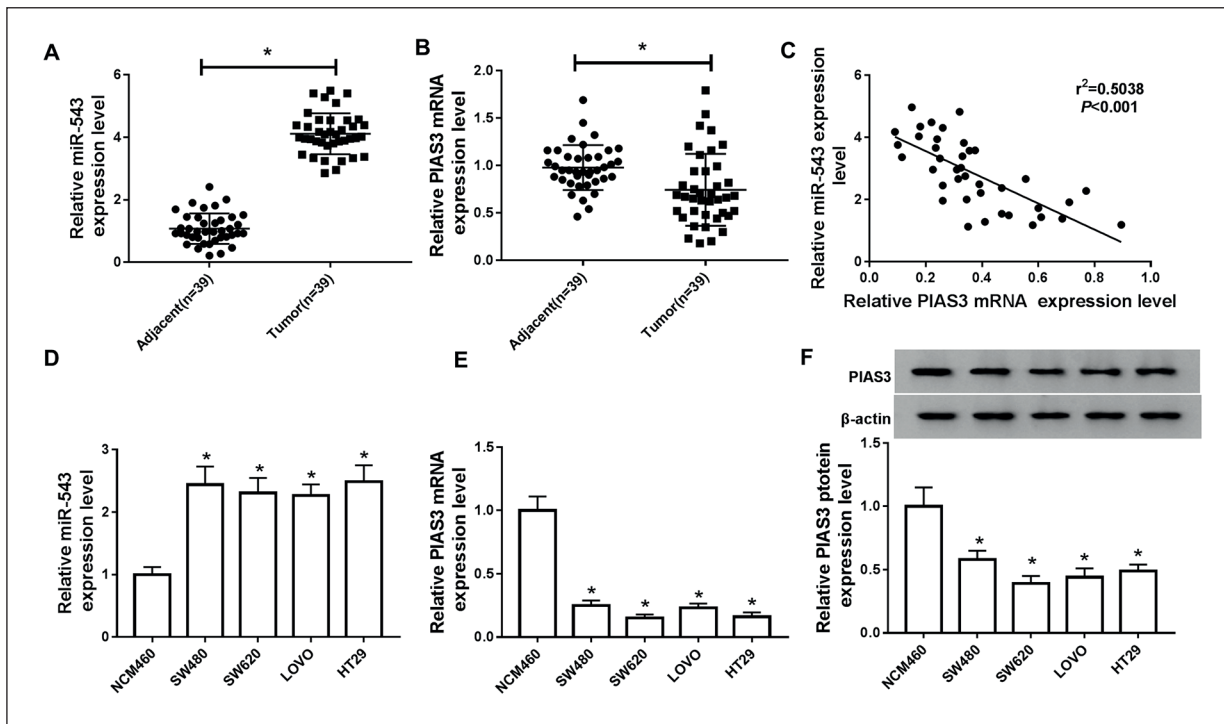 A
*
Relative miR-543
expression level
6
4
2
0
Adjacent(n=39)
Tumor(n=39)
B
*
Relative PIAS3 mRNA
expression level
2.0
1.5
1.0
0.5
0.0
Adjacent(n=39)
Tumor(n=39)
C
r²=0.5038
P<0.001
Relative miR-543 expression
level
6
4
2
0
0.0
0.2
0.4
0.6
0.8
1.0
Relative PIAS3 mRNA expression level
D
Relative miR-543
expression level
3
2
1
0
*
*
*
*
NCM460
SW480
SW620
LOVO
HT29
E
Relative PIAS3 mRNA
expression level
1.5
1.0
0.5
0.0
*
*
*
*
NCM460
SW480
SW620
LOVO
HT29
F
PIAS3
β-actin
Relative PIAS3 ptotein
expression level
1.5
1.0
0.5
0.0
*
*
*
*
NCM460
SW480
SW620
LOVO
HT29